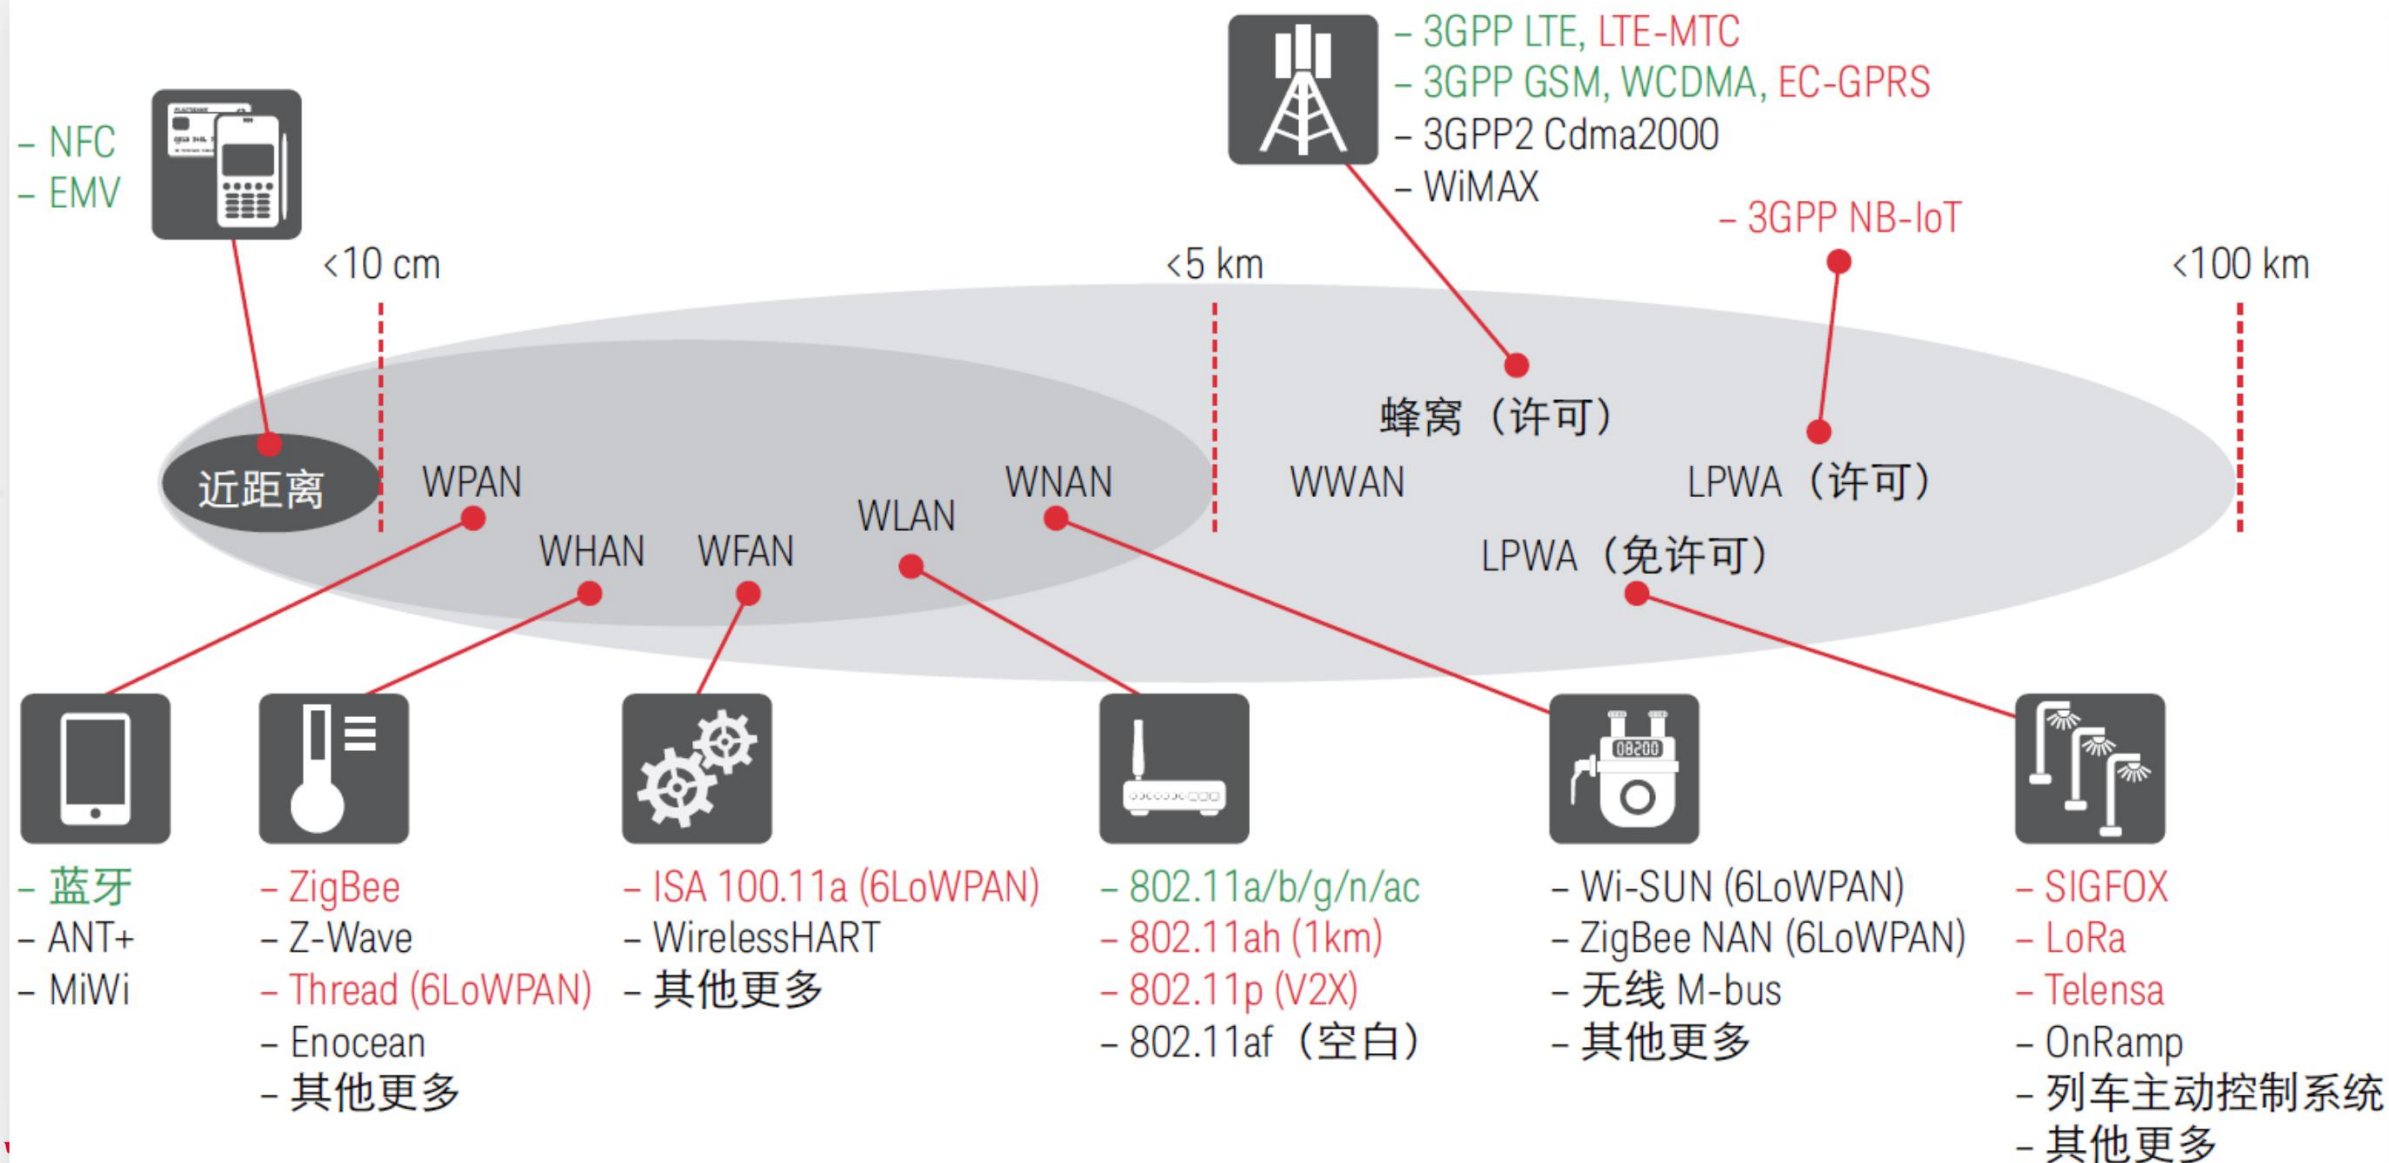 – 3GPP LTE, LTE-MTC
– 3GPP GSM, WCDMA, EC-GPRS
– 3GPP2 Cdma2000
– WiMAX
– NFC
– EMV
– 3GPP NB-IoT
<10 cm
<5 km
<100 km
蜂窝（许可）
近距离
WPAN
WHAN
WFAN
WLAN
WNAN
WWAN
LPWA（许可）
LPWA（免许可）
08200
– 蓝牙
– ANT+
– MiWi
– ZigBee
– Z-Wave
– Thread (6LoWPAN)
– Enocean
– 其他更多
– ISA 100.11a (6LoWPAN)
– WirelessHART
– 其他更多
– 802.11a/b/g/n/ac
– 802.11ah (1km)
– 802.11p (V2X)
– 802.11af（空白）
– Wi-SUN (6LoWPAN)
– ZigBee NAN (6LoWPAN)
– 无线 M-bus
– 其他更多
– SIGFOX
– LoRa
– Telensa
– OnRamp
– 列车主动控制系统
– 其他更多